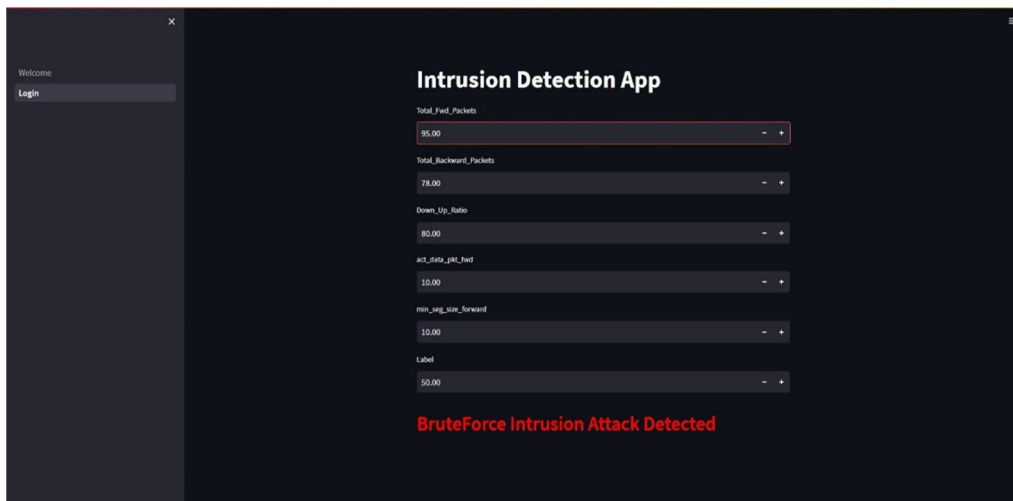 Welcome
Login
Intrusion Detection App
Total_Fwd_Packets
95.00
Total_Backward_Packets
78.00
Down_Up_Ratio
80.00
act_data_pkt_fwd
10.00
min_seg_size_forward
10.00
Label
50.00
BruteForce Intrusion Attack Detected